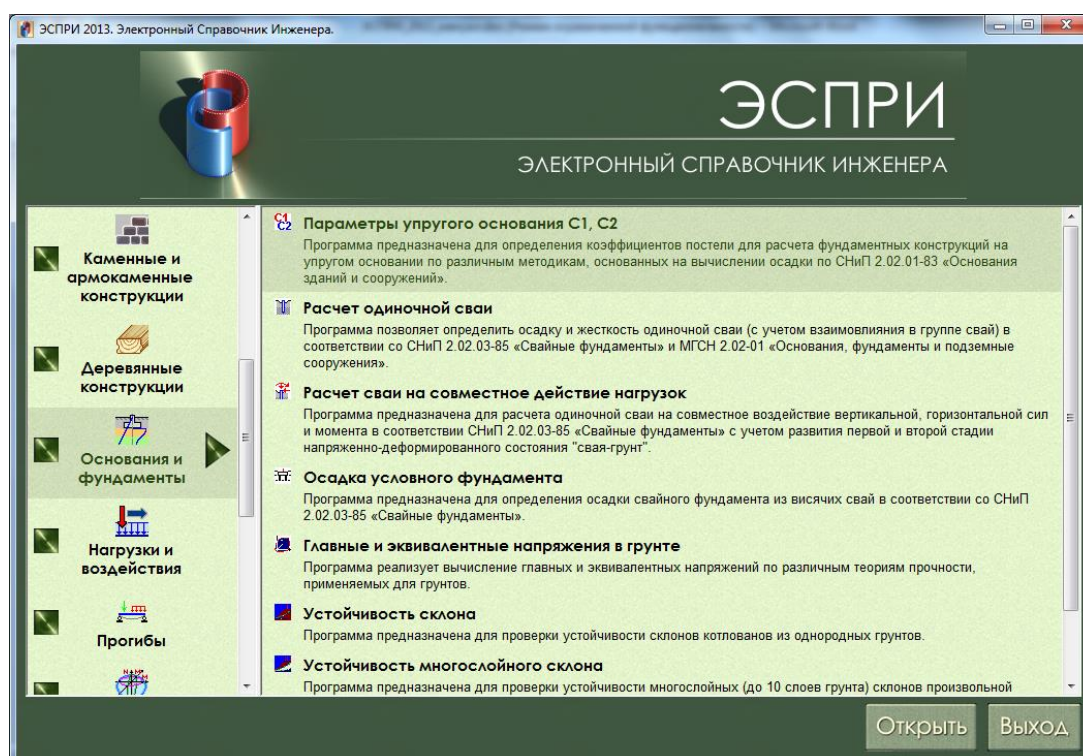 ЭСПРИ 2013. Электронный Справочник Инженера.
ЭСПРИ
ЭЛЕКТРОННЫЙ СПРАВОЧНИК ИНЖЕНЕРА
Каменные и
армокаменные
конструкции
Деревянные
конструкции
Основания и
фундаменты
Нагрузки и
воздействия
Прогибы
C1,
C2
Параметры упругого основания С1, С2
Программа предназначена для определения коэффициентов постели для расчета фундаментных конструкций на
упругом основании по различным методикам, основанных на вычислении осадки по СНиП 2.02.01-83 «Основания
зданий и сооружений».
Расчет одиночной сваи
Программа позволяет определить осадку и жесткость одиночной сваи (с учетом взаимовлияния в группе свай) в
соответствии со СНиП 2.02.03-85 «Свайные фундаменты» и МГСН 2.02-01 «Основания, фундаменты и подземные
сооружения».
Расчет сваи на совместное действие нагрузок
Программа предназначена для расчета одиночной сваи на совместное воздействие вертикальной, горизонтальной сил
и момента в соответствии СНиП 2.02.03-85 «Свайные фундаменты» с учетом развития первой и второй стадии
напряженно-деформированного состояния "свая-грунт".
Осадка условного фундамента
Программа предназначена для определения осадки свайного фундамента из висячих свай в соответствии со СНиП
2.02.03-85 «Свайные фундаменты».
Главные и эквивалентные напряжения в грунте
Программа реализует вычисление главных и эквивалентных напряжений по различным теориям прочности,
применяемых для грунтов.
Устойчивость склона
Программа предназначена для проверки устойчивости склонов котлованов из однородных грунтов.
Устойчивость многослойного склона
Программа предназначена для проверки устойчивости многослойных (до 10 слоев грунта) склонов произвольной
Открыть
Выход